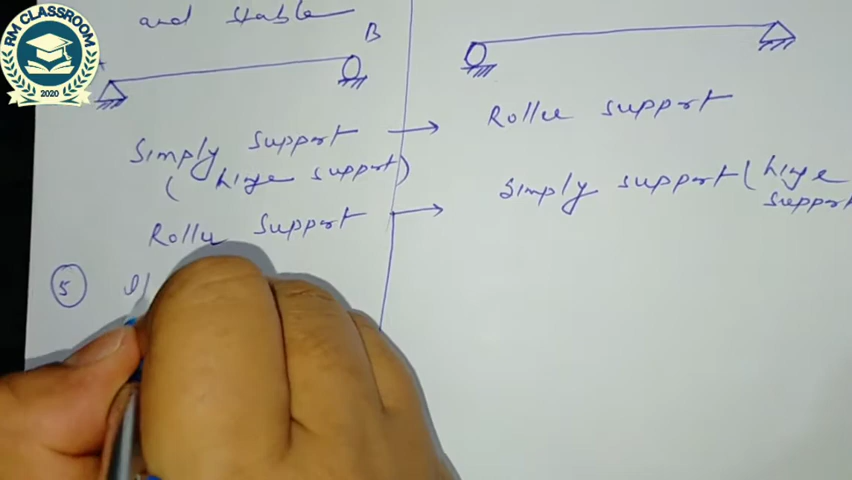 RM CLASSROOM
2020
and stable
B
Simply support →
( hinge support )
Roller Support →
5
Roller support
Simply support ( hinge
support